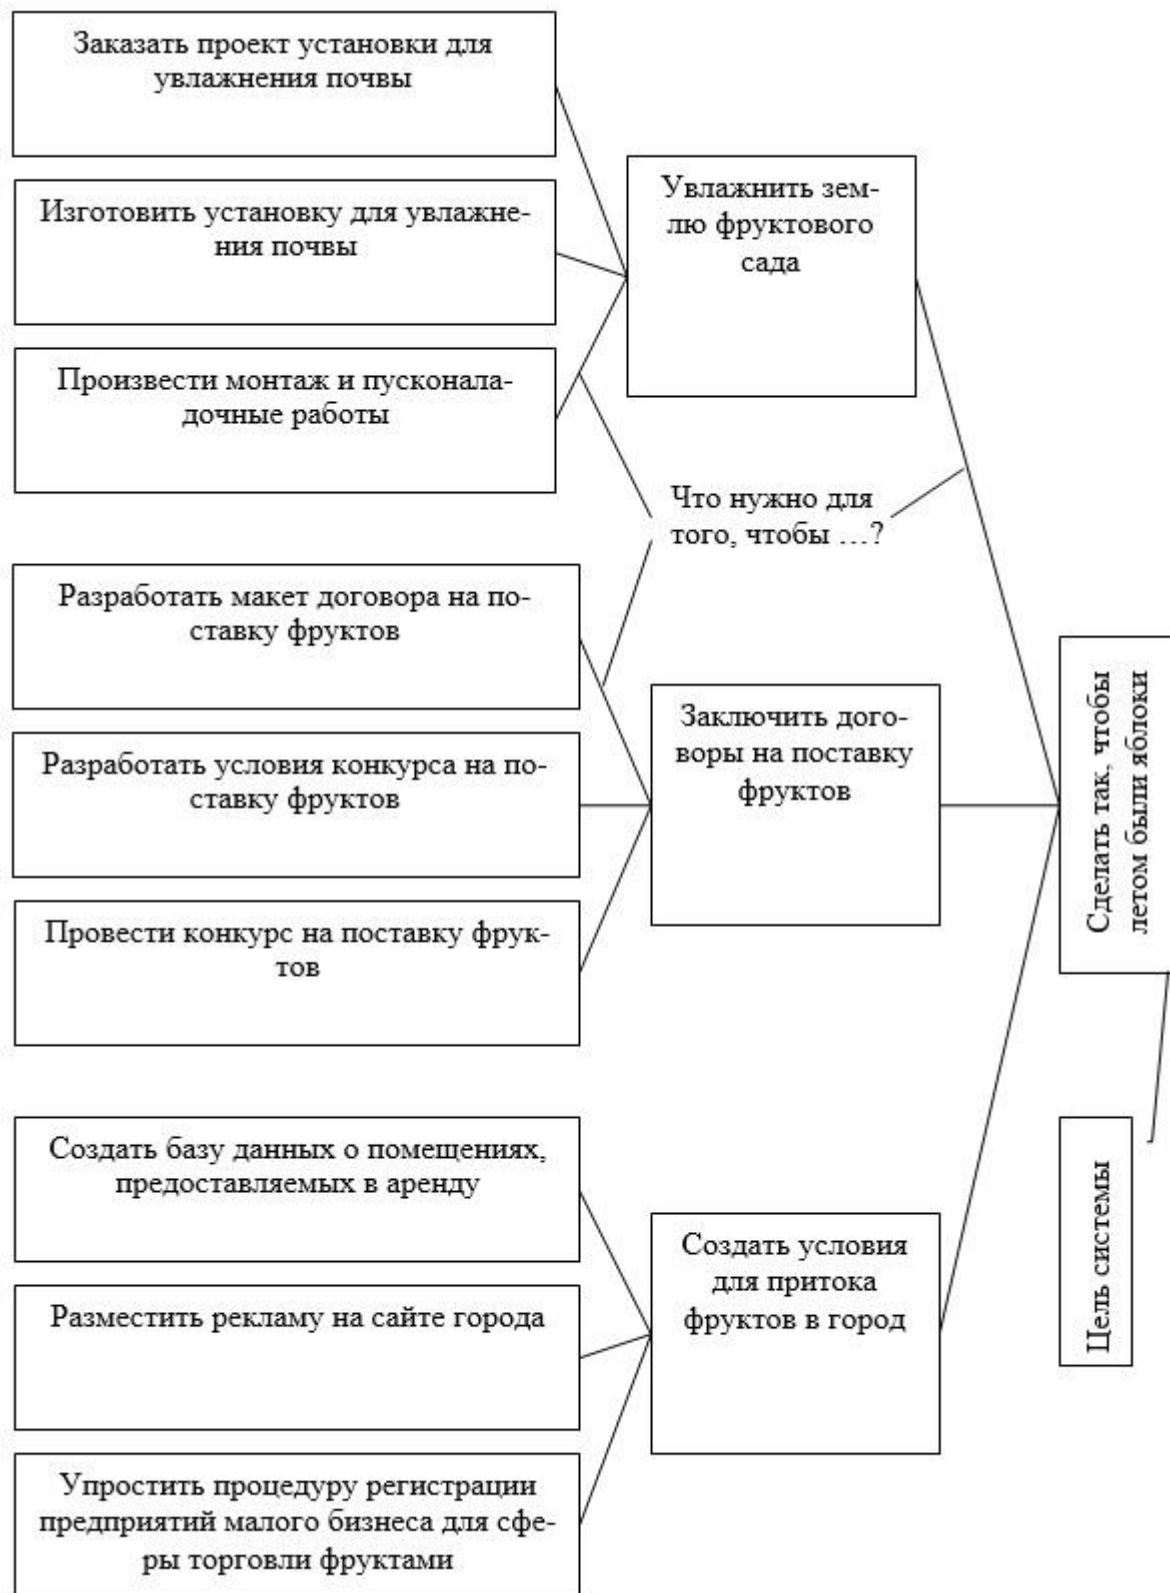 Заказать проект установки для
увлажнения почвы
Изготовить установку для увлажне-
ния почвы
Произвести монтаж и пусконала-
дочные работы
Увлажнить зем-
лю фруктового
сада
Что нужно для
того, чтобы ...?
Разработать макет договора на по-
ставку фруктов
Разработать условия конкурса на по-
ставку фруктов
Провести конкурс на поставку фрук-
тов
Заключить дого-
воры на поставку
фруктов
Сделать так, чтобы
летом были яблоки
Создать базу данных о помещениях,
предоставляемых в аренду
Разместить рекламу на сайте города
Упростить процедуру регистрации
предприятий малого бизнеса для сфе-
ры торговли фруктами
Создать условия
для притока
фруктов в город
Цель системы